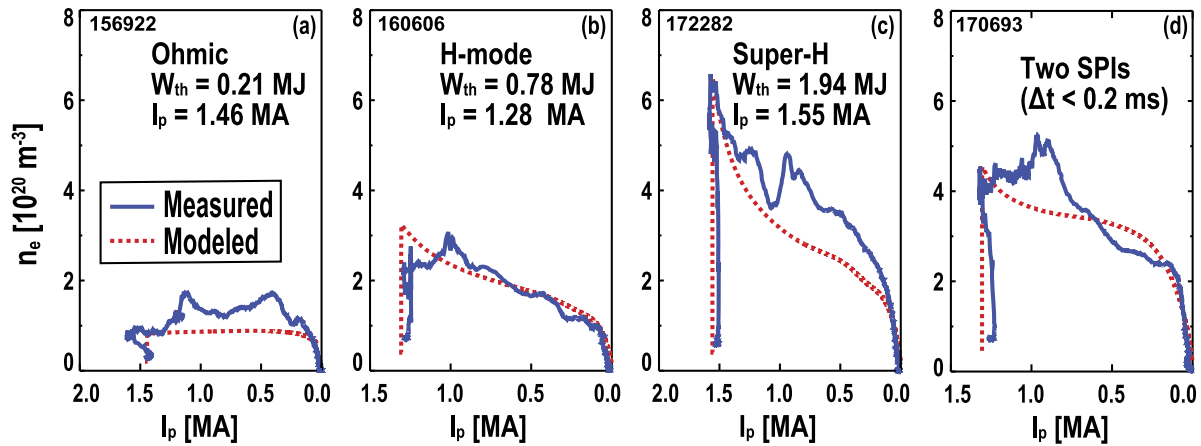 156922 (a)
Ohmic
Wth = 0.21 MJ
Ip = 1.46 MA
Measured
Modeled
160606 (b)
H-mode
Wth = 0.78 MJ
Ip = 1.28 MA
172282 (c)
Super-H
Wth = 1.94 MJ
Ip = 1.55 MA
170693 (d)
Two SPIs
(Δt < 0.2 ms)
ne [10²⁰ m⁻³]
8
6
4
2
0
2.0 1.5 1.0 0.5 0.0
Ip [MA]
8
6
4
2
0
2.0 1.5 1.0 0.5 0.0
Ip [MA]
8
6
4
2
0
2.0 1.5 1.0 0.5 0.0
Ip [MA]
8
6
4
2
0
2.0 1.5 1.0 0.5 0.0
Ip [MA]